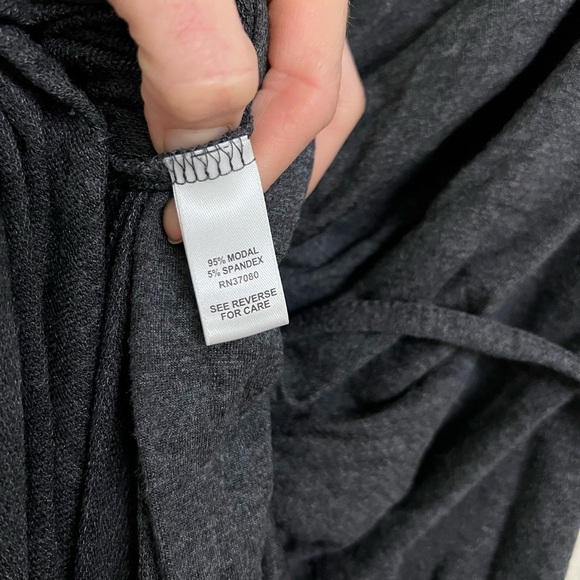 95% MODAL
5% SPANDEX
RN37080
SEE REVERSE
FOR CARE